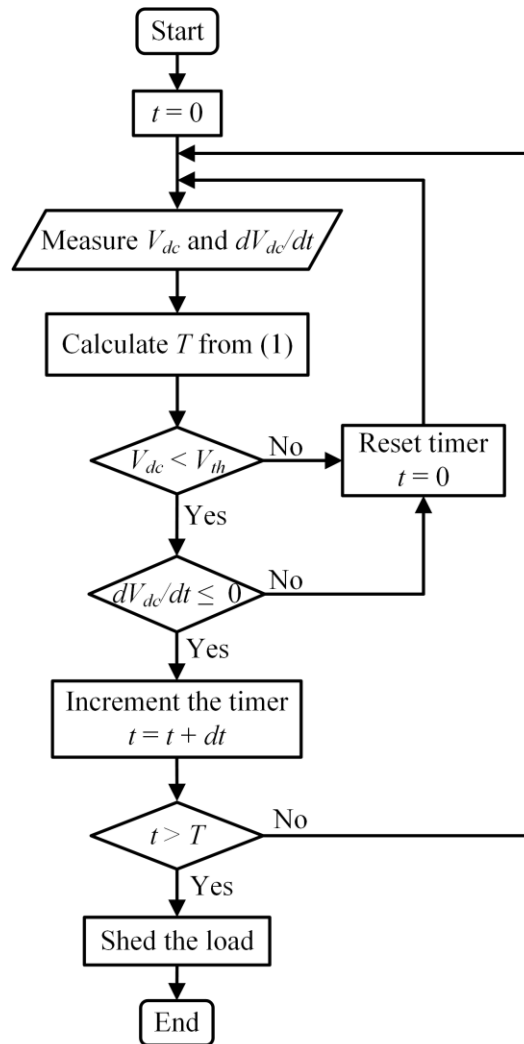 Start
t = 0
Measure V_dc and dV_dc/dt
Calculate T from (1)
V_dc < V_th
No
Reset timer
t = 0
Yes
dV_dc/dt ≤ 0
No
Yes
Increment the timer
t = t + dt
t > T
No
Yes
Shed the load
End